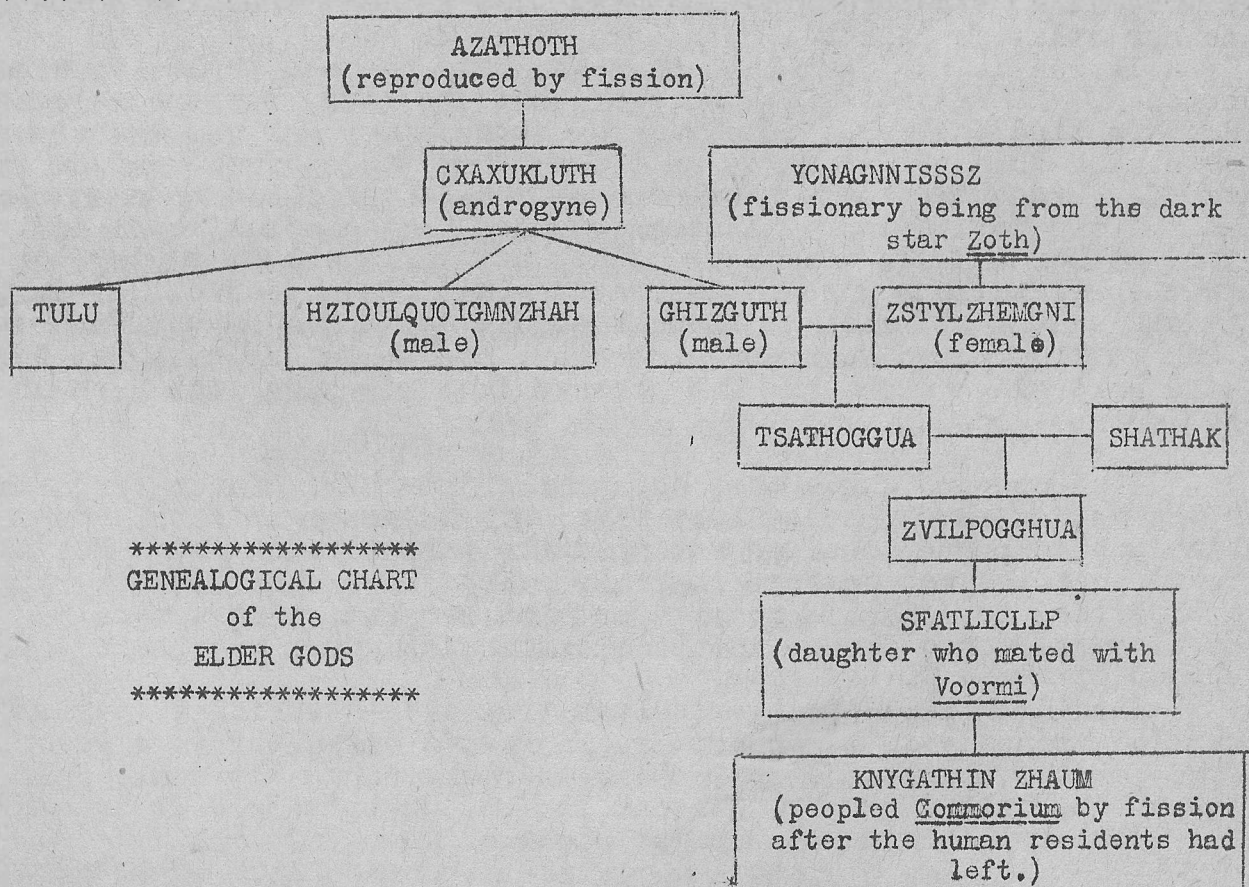 AZATHOTH
(reproduced by fission)
CXAXUKLUTH
(androgyne)
YCNAGNNISSSZ
(fissionary being from the dark
star Zoth)
TULU
HZIOULQUOIGMNZHAH
(male)
GHIZGUTH
(male)
ZSTYLZHEMGNI
(female)
TSATHOGGUA
SHATHAK
ZVILPOGGHUA
*****************
GENEALOGICAL CHART
of the
ELDER GODS
*****************
SFATLICLLP
(daughter who mated with
Voormi)
KNYGATHIN ZHAUM
(peopled Commorium by fission
after the human residents had
left.)